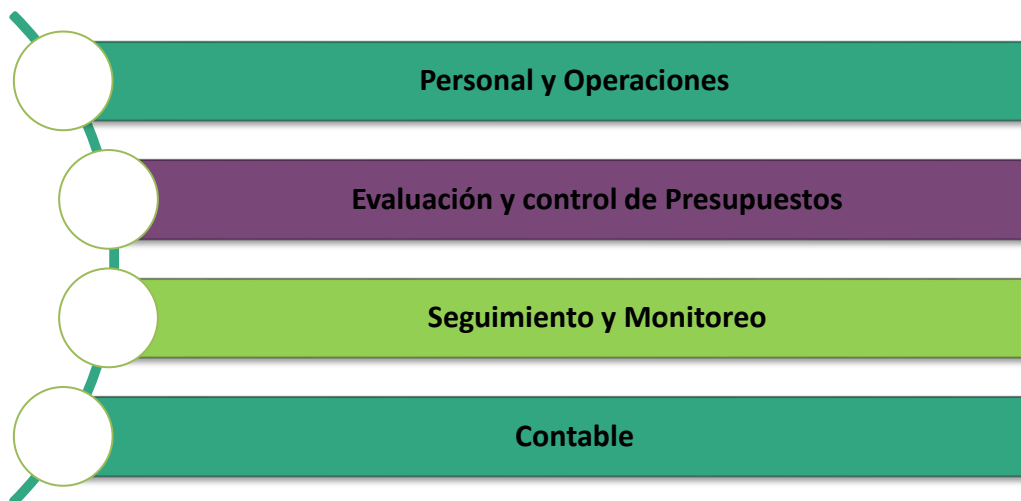 Personal y Operaciones
Evaluación y control de Presupuestos
Seguimiento y Monitoreo
Contable